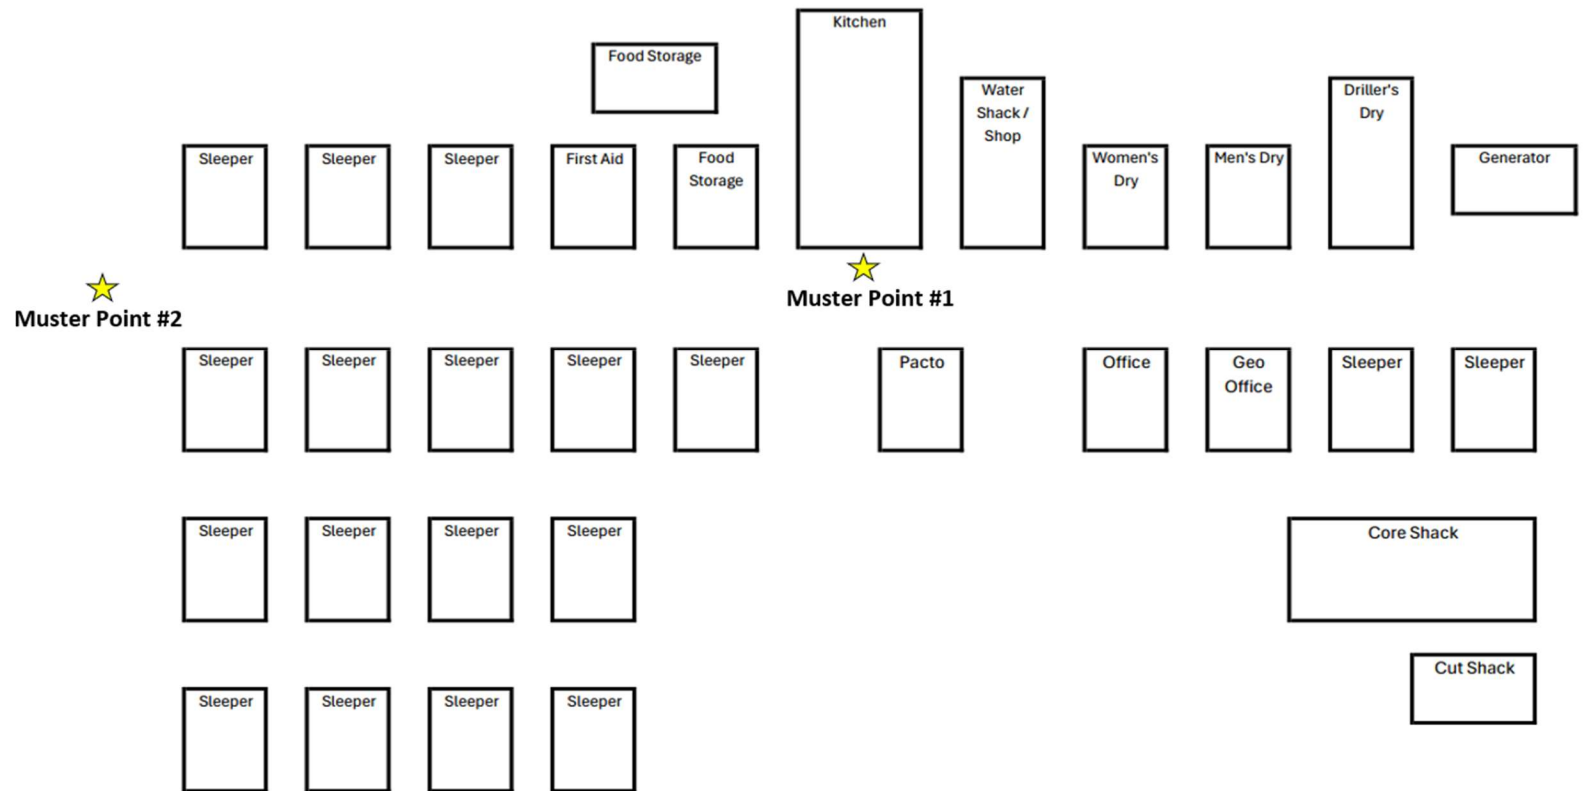 Kitchen
Food Storage
Water
Shack /
Shop
Driller's
Dry
Sleeper
Sleeper
Sleeper
First Aid
Food
Storage
Women's
Dry
Men's Dry
Generator
Muster Point #2
Muster Point #1
Sleeper
Sleeper
Sleeper
Sleeper
Sleeper
Pacto
Office
Geo
Office
Sleeper
Sleeper
Sleeper
Sleeper
Sleeper
Sleeper
Core Shack
Cut Shack
Sleeper
Sleeper
Sleeper
Sleeper